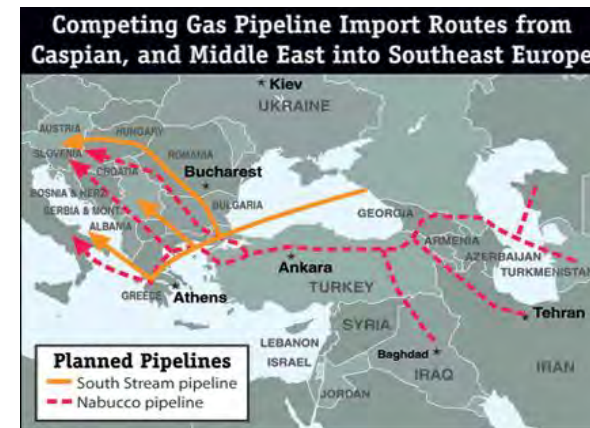 Competing Gas Pipeline Import Routes from
Caspian, and Middle East into Southeast Europe
Kiev
UKRAINE
AUSTRIA
HUNGARY
SLOVENIA
ROMANIA
CROATIA
Bucharest
BOSNIA & HERZ
SERBIA & MONT
BULGARIA
ALBANIA
GEORGIA
ARMENIA
AZERBAIJAN
TURKMENISTAN
Ankara
TURKEY
GREECE
Athens
Tehran
SYRIA
LEBANON
ISRAEL
Baghdad
IRAQ
IRAN
JORDAN
Planned Pipelines
South Stream pipeline
Nabucco pipeline